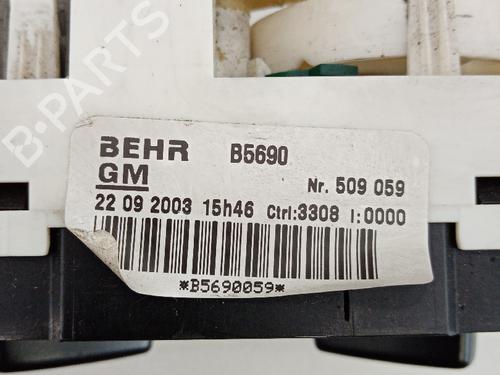 BEHR B5690
GM Nr. 509 059
22 09 2003 15h46 Ctrl:3308 I:0000
*B5690059*
B-PARTS